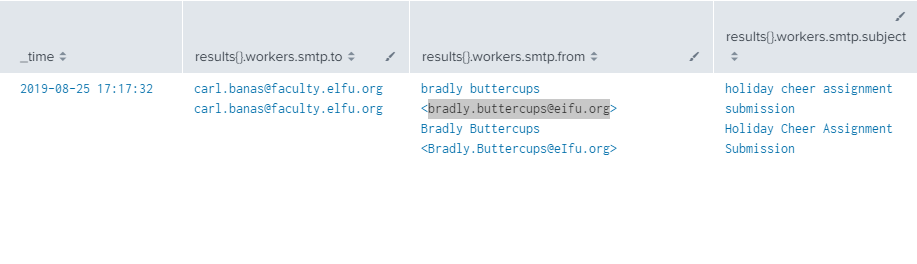 _time results{}.workers.smtp.to results{}.workers.smtp.from results{}.workers.smtp.subject
2019-08-25 17:17:32 carl.banas@faculty.elfu.org bradly buttercups holiday cheer assignment
carl.banas@faculty.elfu.org <bradly.buttercups@eifu.org> submission
Bradly Buttercups Holiday Cheer Assignment
<Bradly.Buttercups@eIfu.org> Submission